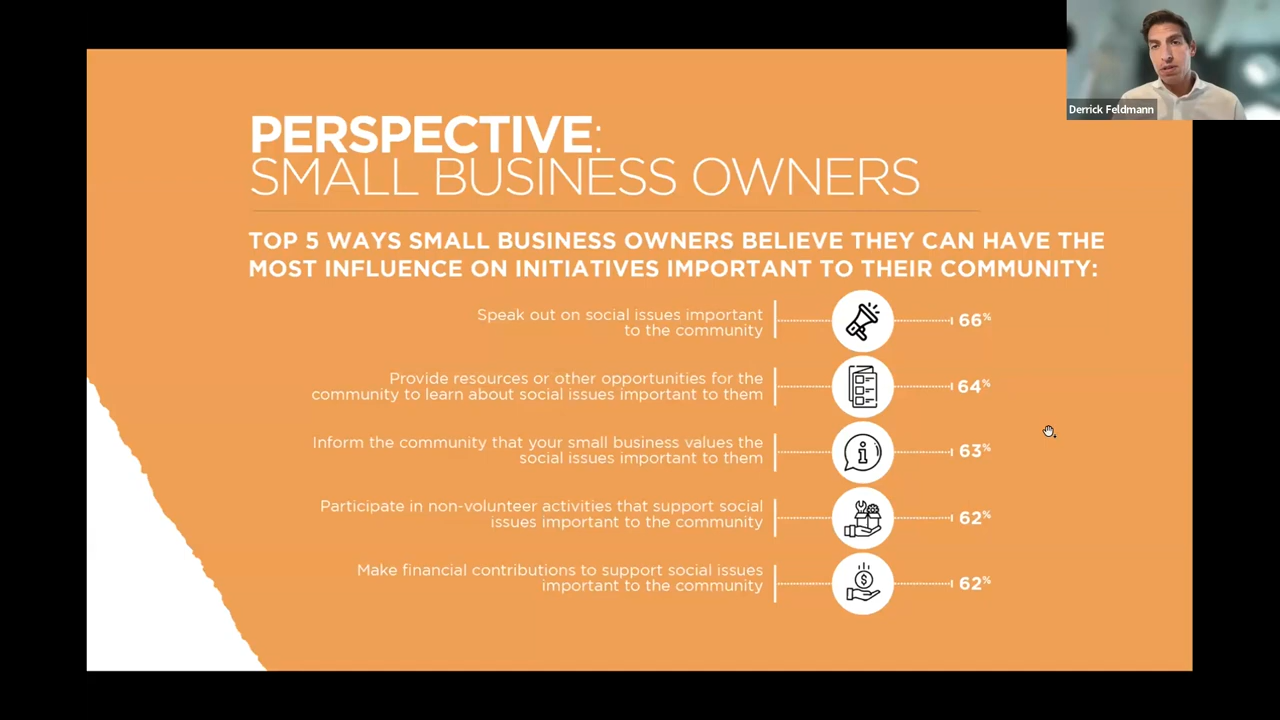 Derrick Feldmann
PERSPECTIVE:
SMALL BUSINESS OWNERS
TOP 5 WAYS SMALL BUSINESS OWNERS BELIEVE THEY CAN HAVE THE
MOST INFLUENCE ON INITIATIVES IMPORTANT TO THEIR COMMUNITY:
Speak out on social issues important
to the community
66%
Provide resources or other opportunities for the
community to learn about social issues important to them
64%
Inform the community that your small business values the
social issues important to them
63%
Participate in non-volunteer activities that support social
issues important to the community
62%
Make financial contributions to support social issues
important to the community
62%